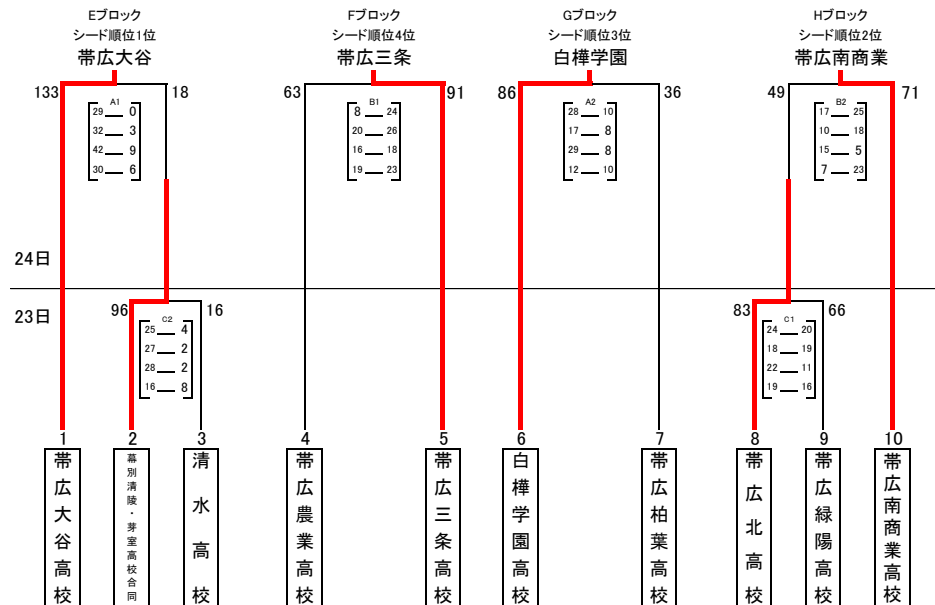 Eブロック
シード順位1位
帯広大谷
Fブロック
シード順位4位
帯広三条
Gブロック
シード順位3位
白樺学園
Hブロック
シード順位2位
帯広南商業
133 18
A1
29 0
32 3
42 9
30 6
63 91
B1
8 24
20 26
16 18
19 23
86 36
A2
28 10
17 8
29 8
12 10
49 71
B2
17 25
10 18
15 5
7 23
24日
23日
96 16
C2
25 4
27 2
28 2
16 8
83 66
C1
24 20
18 19
22 11
19 16
1
帯広大谷高校
2
幕別清陵・芽室高校合同
3
清水高校
4
帯広農業高校
5
帯広三条高校
6
白樺学園高校
7
帯広柏葉高校
8
帯広北高校
9
帯広緑陽高校
10
帯広南商業高校